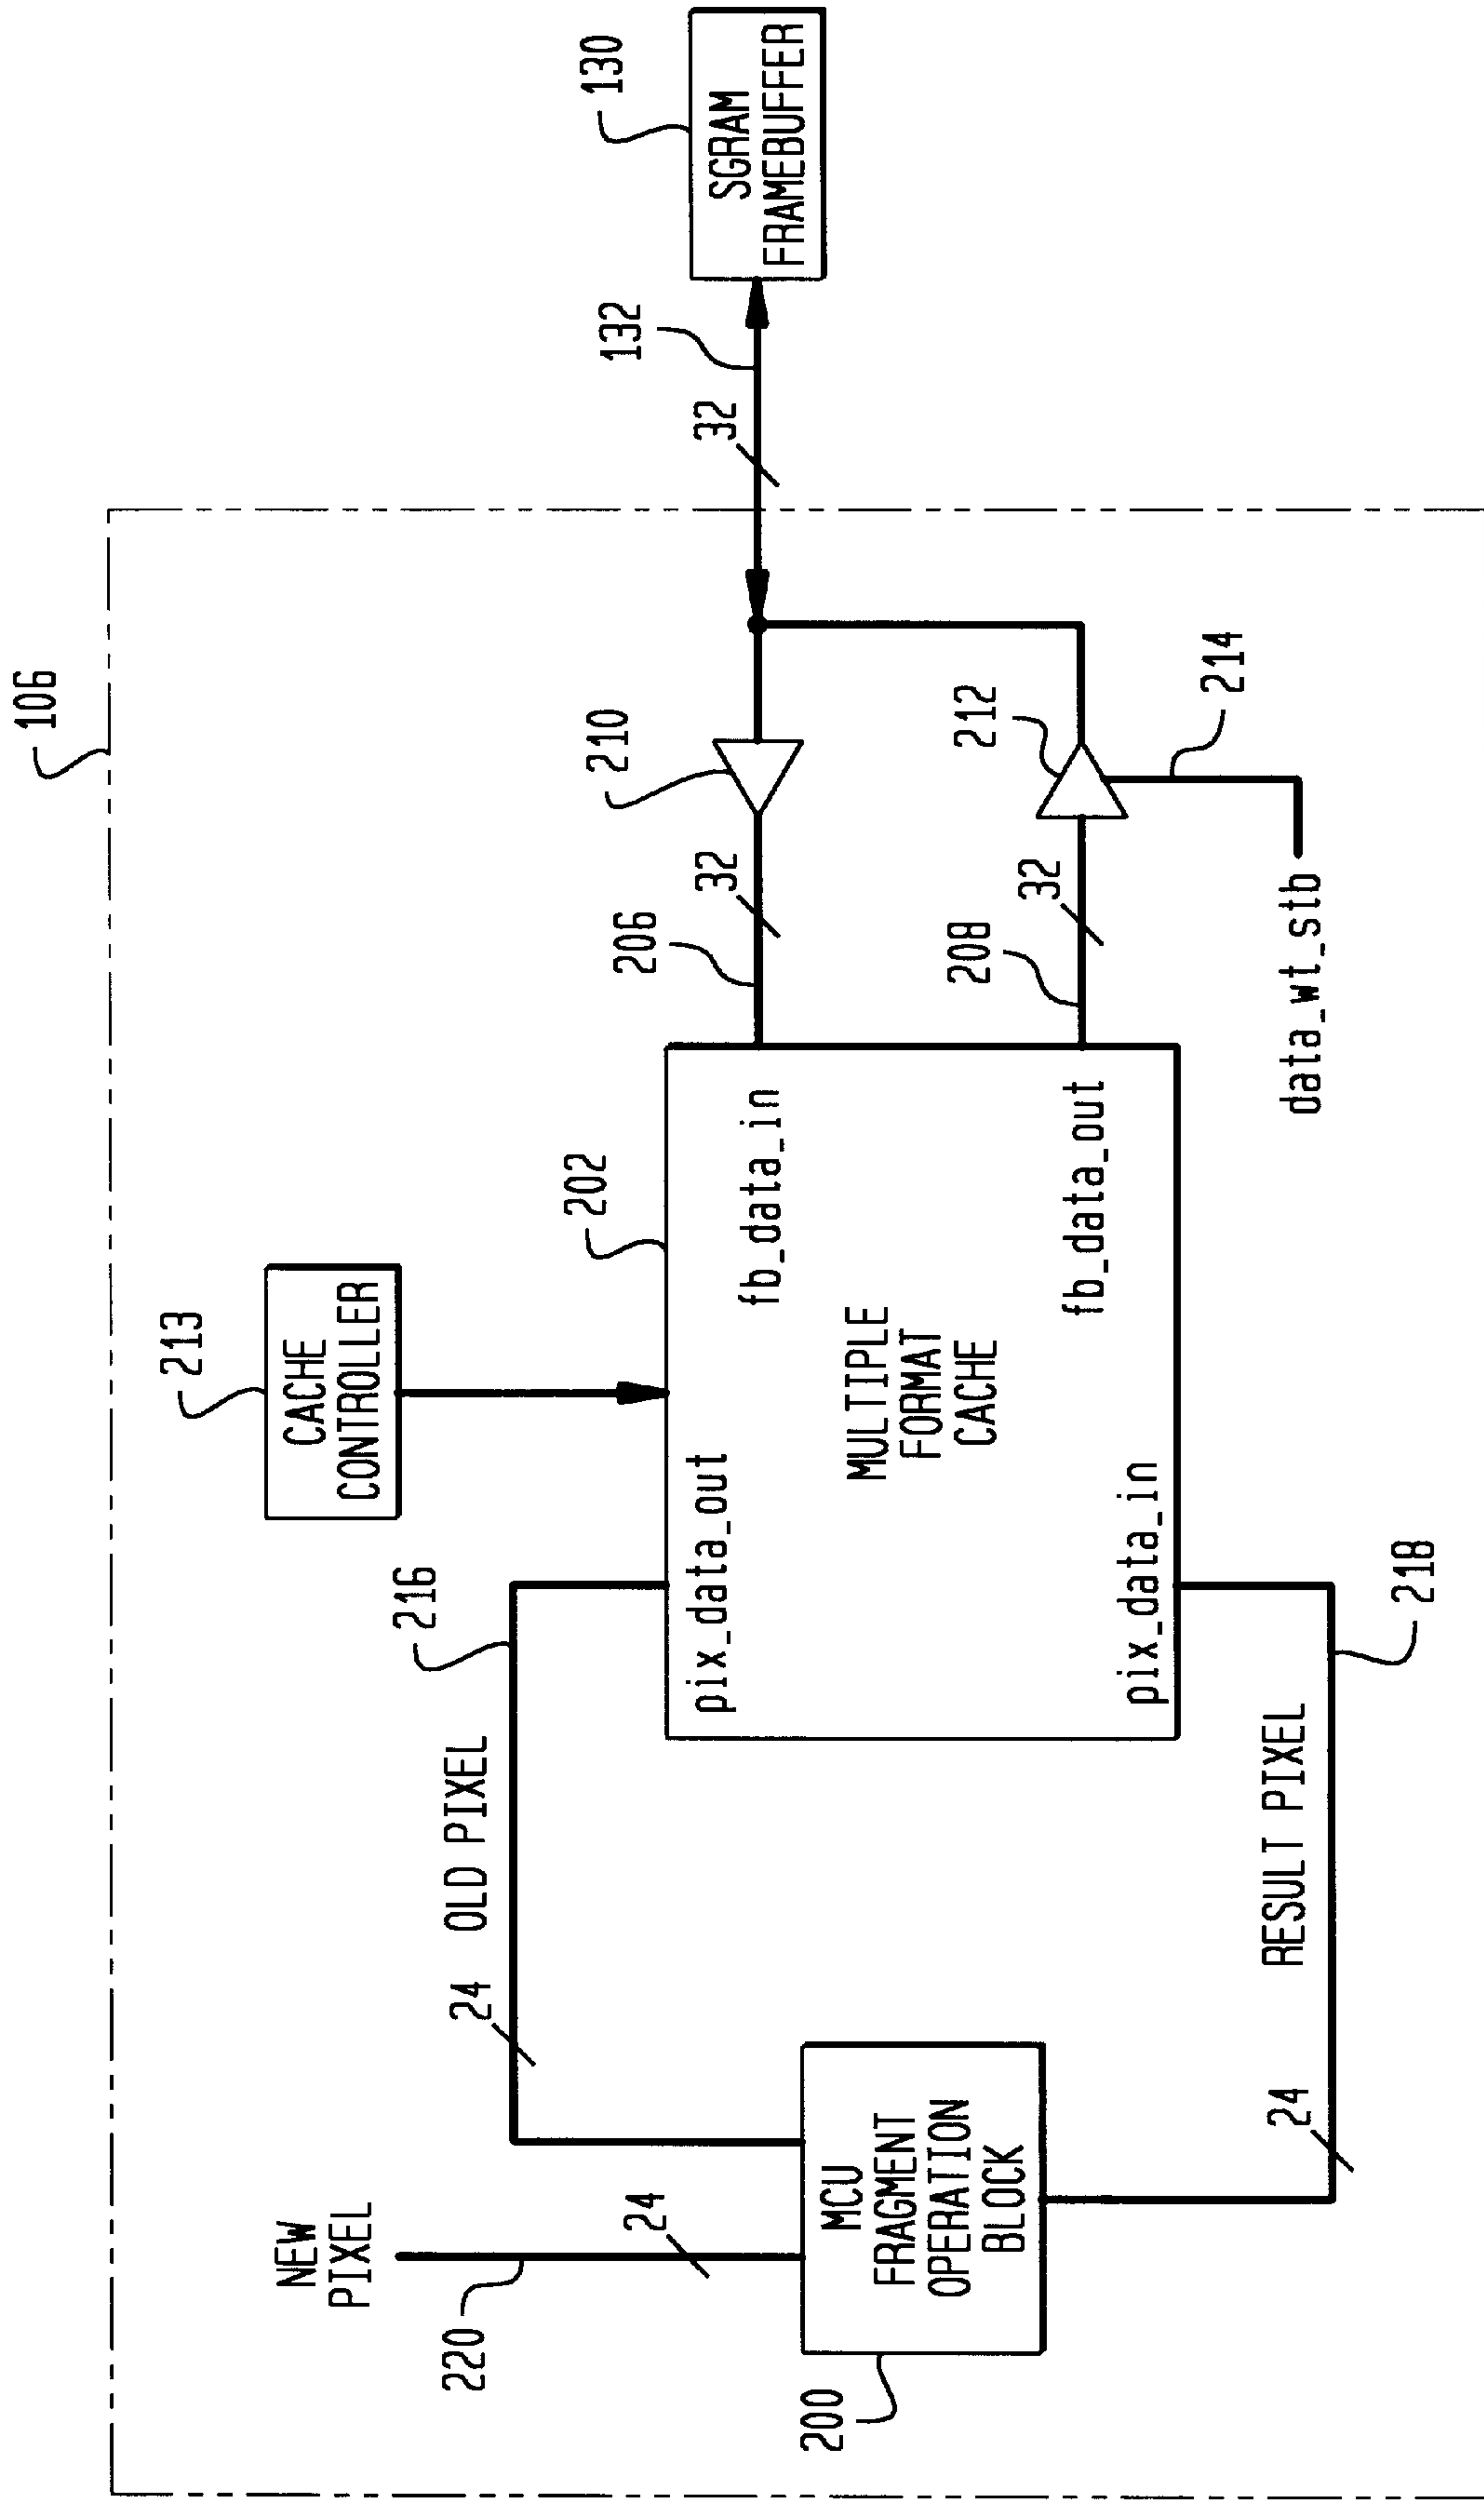 106
213
CACHE
CONTROLLER
NEW
PIXEL
220
24
216
24
OLD PIXEL
200
MCU
FRAGMENT
OPERATION
BLOCK
202
pix_data_out
fb_data_in
MULTIPLE
FORMAT
CACHE
pix_data_in
fb_data_out
206
32
210
208
32
212
214
data_wt_stb
24
RESULT PIXEL
218
32
132
130
SGRAM
FRAMEBUFFER